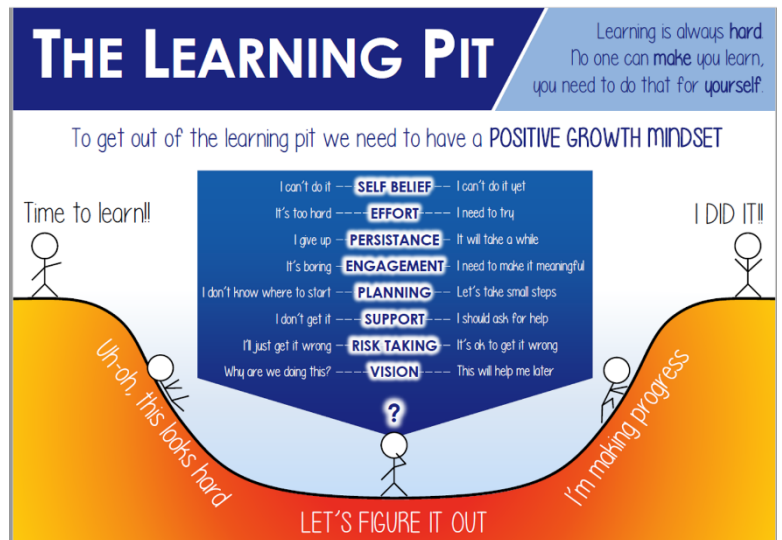 THE LEARNING PIT
Learning is always hard.
No one can make you learn,
you need to do that for yourself.
To get out of the learning pit we need to have a POSITIVE GROWTH MINDSET
Time to learn!!
I DID IT!!
I can't do it -- SELF BELIEF -- I can't do it yet
It's too hard ---- EFFORT ---- I need to try
I give up -- PERSISTANCE -- It will take a while
It's boring -- ENGAGEMENT -- I need to make it meaningful
I don't know where to start -- PLANNING -- Let's take small steps
I don't get it --- SUPPORT --- I should ask for help
I'll just get it wrong -- RISK TAKING -- It's ok to get it wrong
Why are we doing this? ---- VISION ---- This will help me later
?
Uh-oh, this looks hard
I'm making progress
LET'S FIGURE IT OUT